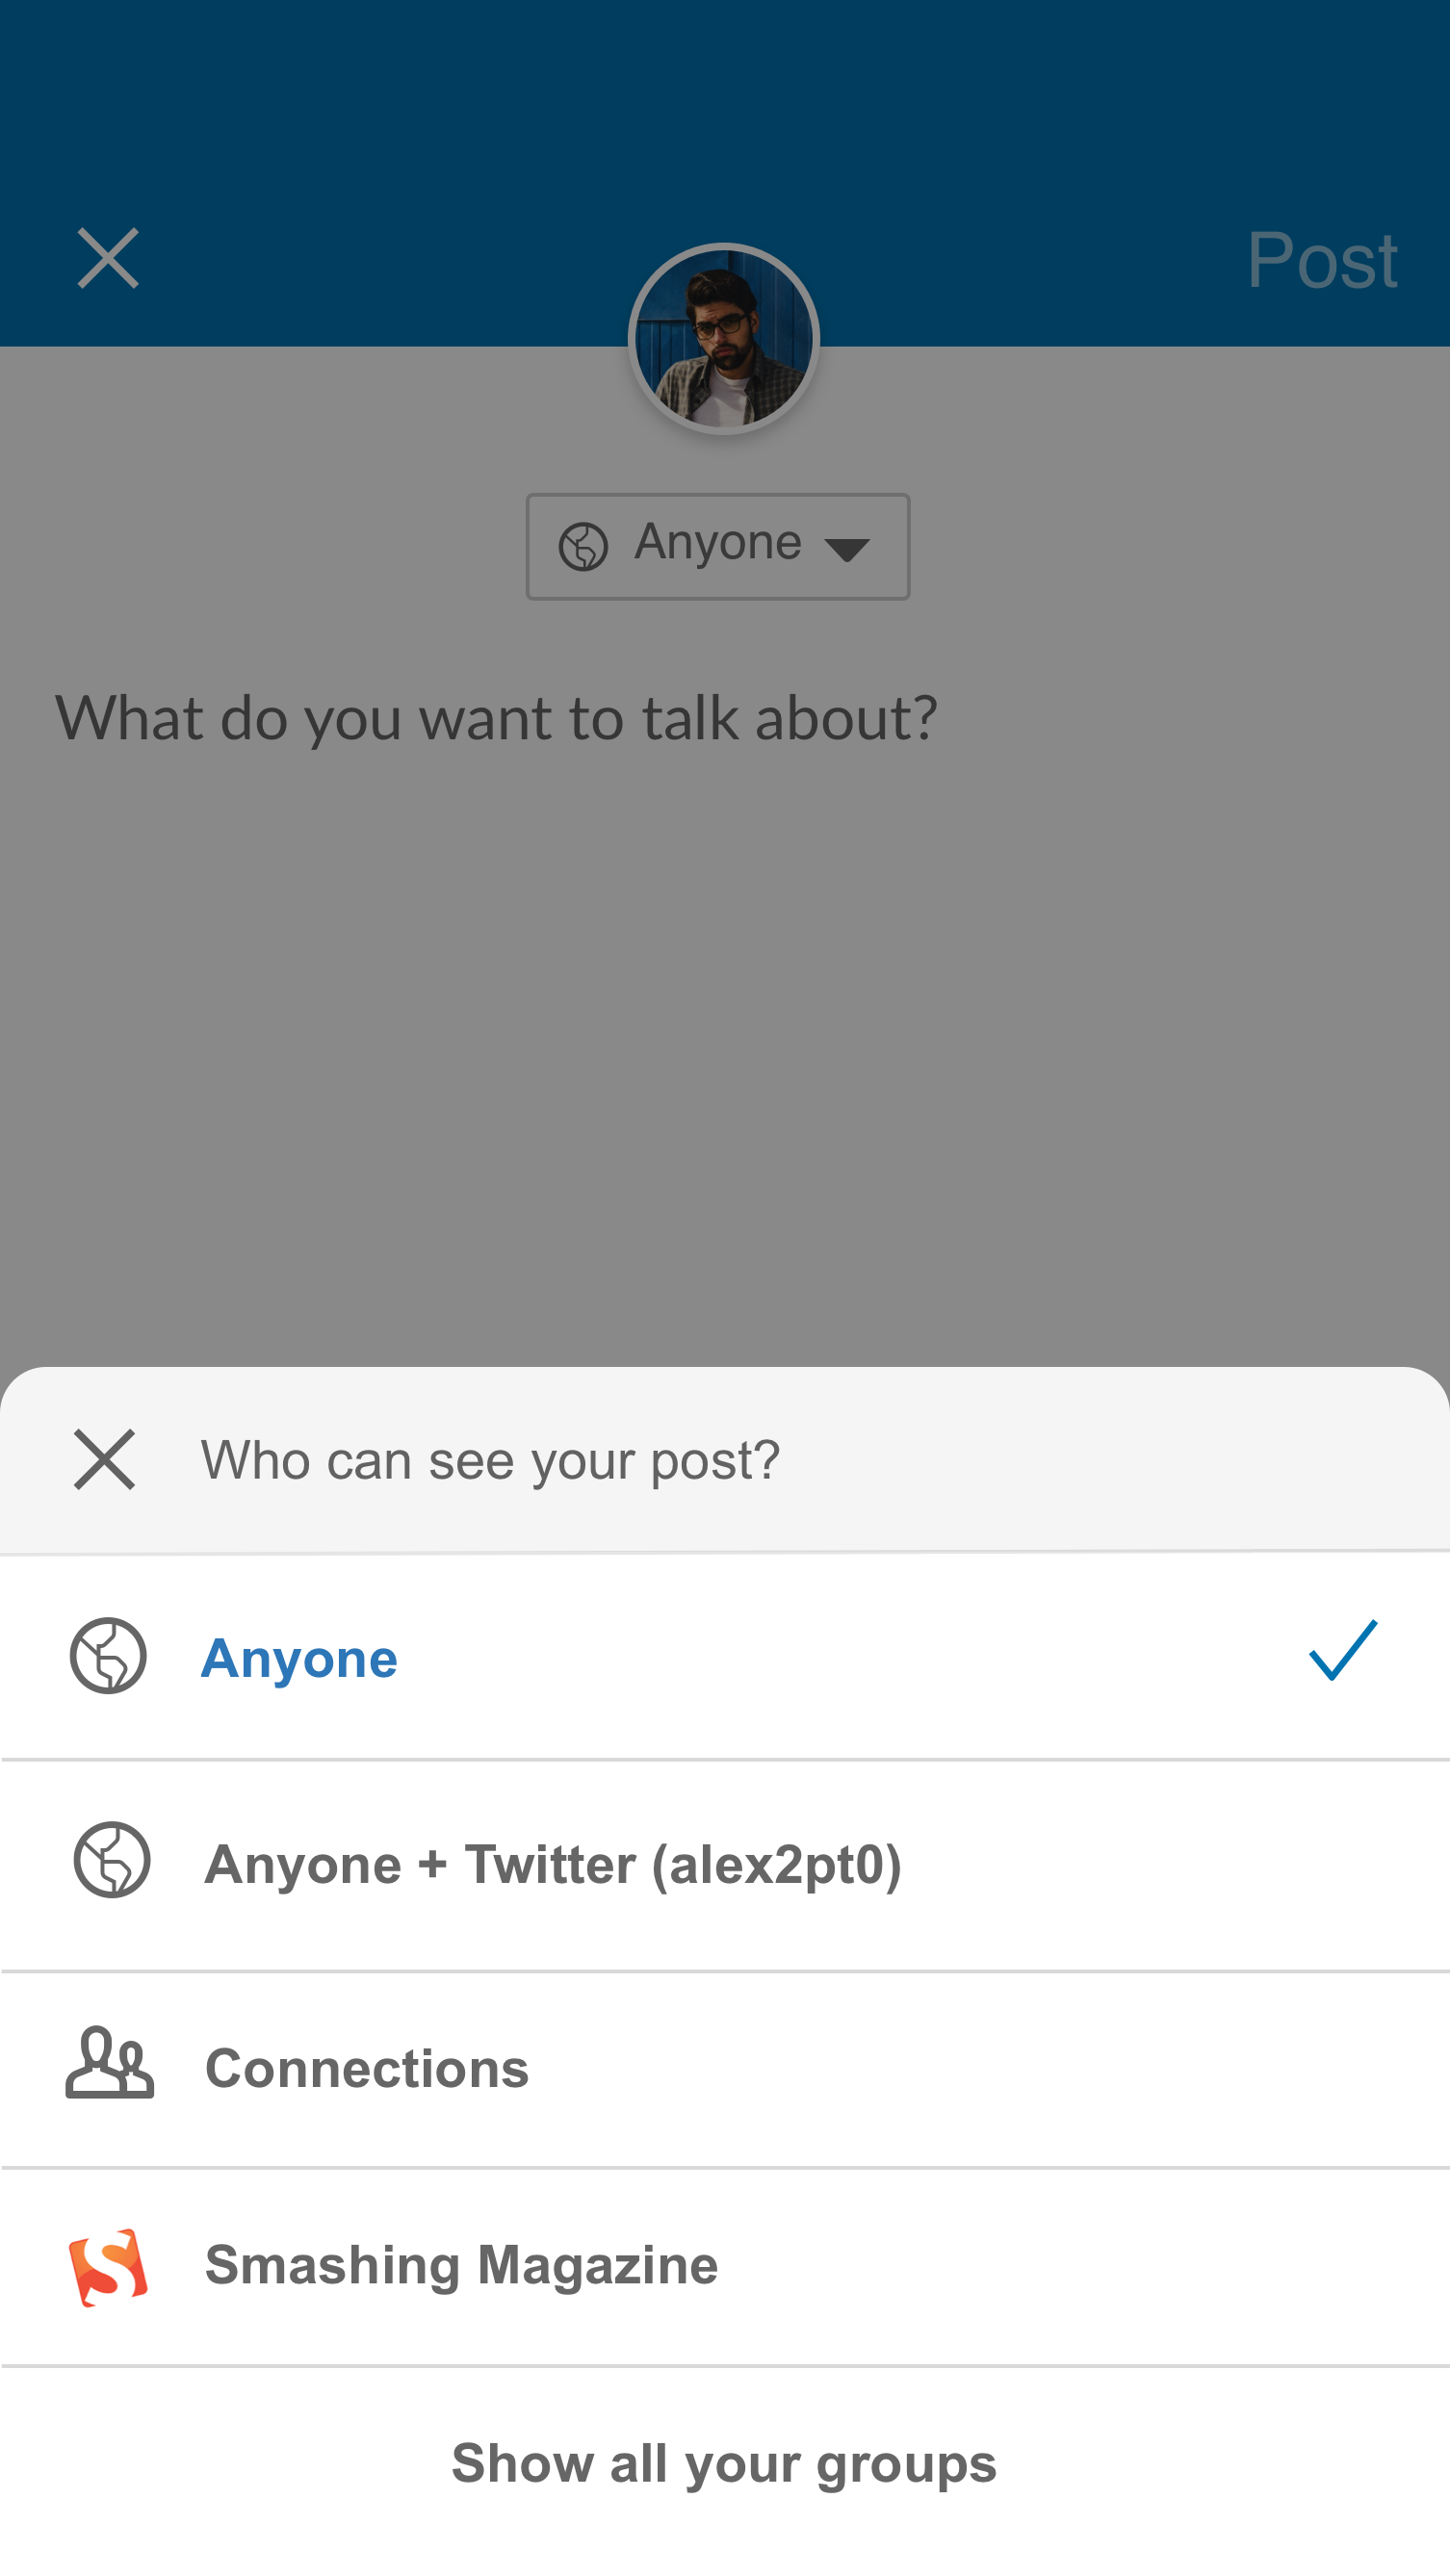 Post
Anyone
What do you want to talk about?
Who can see your post?
Anyone
Anyone + Twitter (alex2pt0)
Connections
Smashing Magazine
Show all your groups